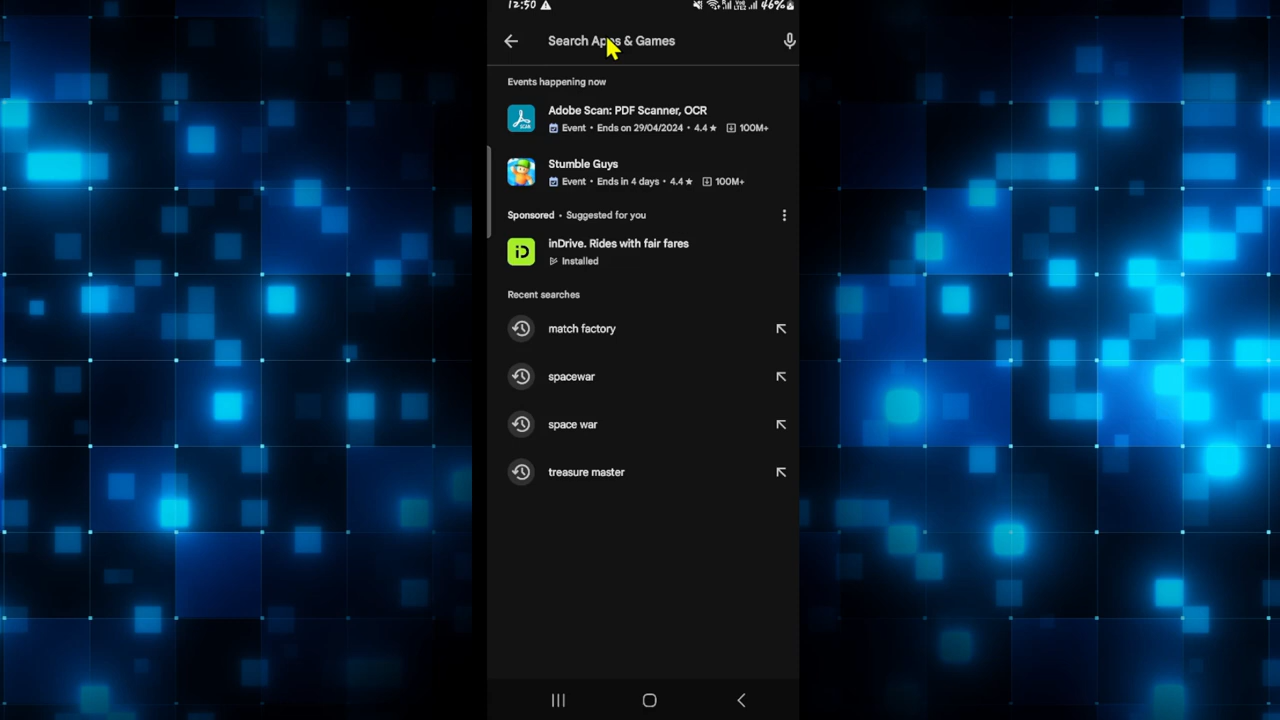 12:50
46%
Search Apps & Games
Events happening now
Adobe Scan: PDF Scanner, OCR
Event • Ends on 29/04/2024 • 4.4 ★ 100M+
Stumble Guys
Event • Ends in 4 days • 4.4 ★ 100M+
Sponsored • Suggested for you
inDrive. Rides with fair fares
Installed
Recent searches
match factory
spacewar
space war
treasure master